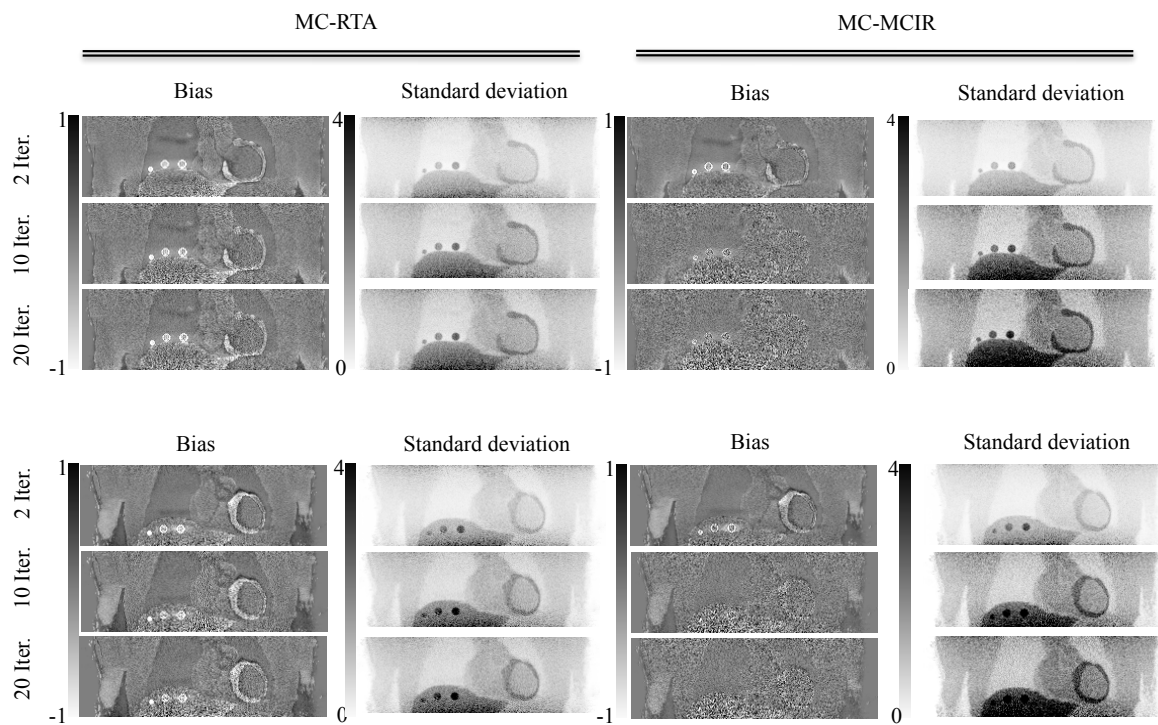 MC-RTA MC-MCIR
Bias Standard deviation Bias Standard deviation
1 4 1 4
2 Iter.
10 Iter.
20 Iter.
-1 0 -1 0
Bias Standard deviation Bias Standard deviation
1 4 1 4
2 Iter.
10 Iter.
20 Iter.
-1 0 -1 0